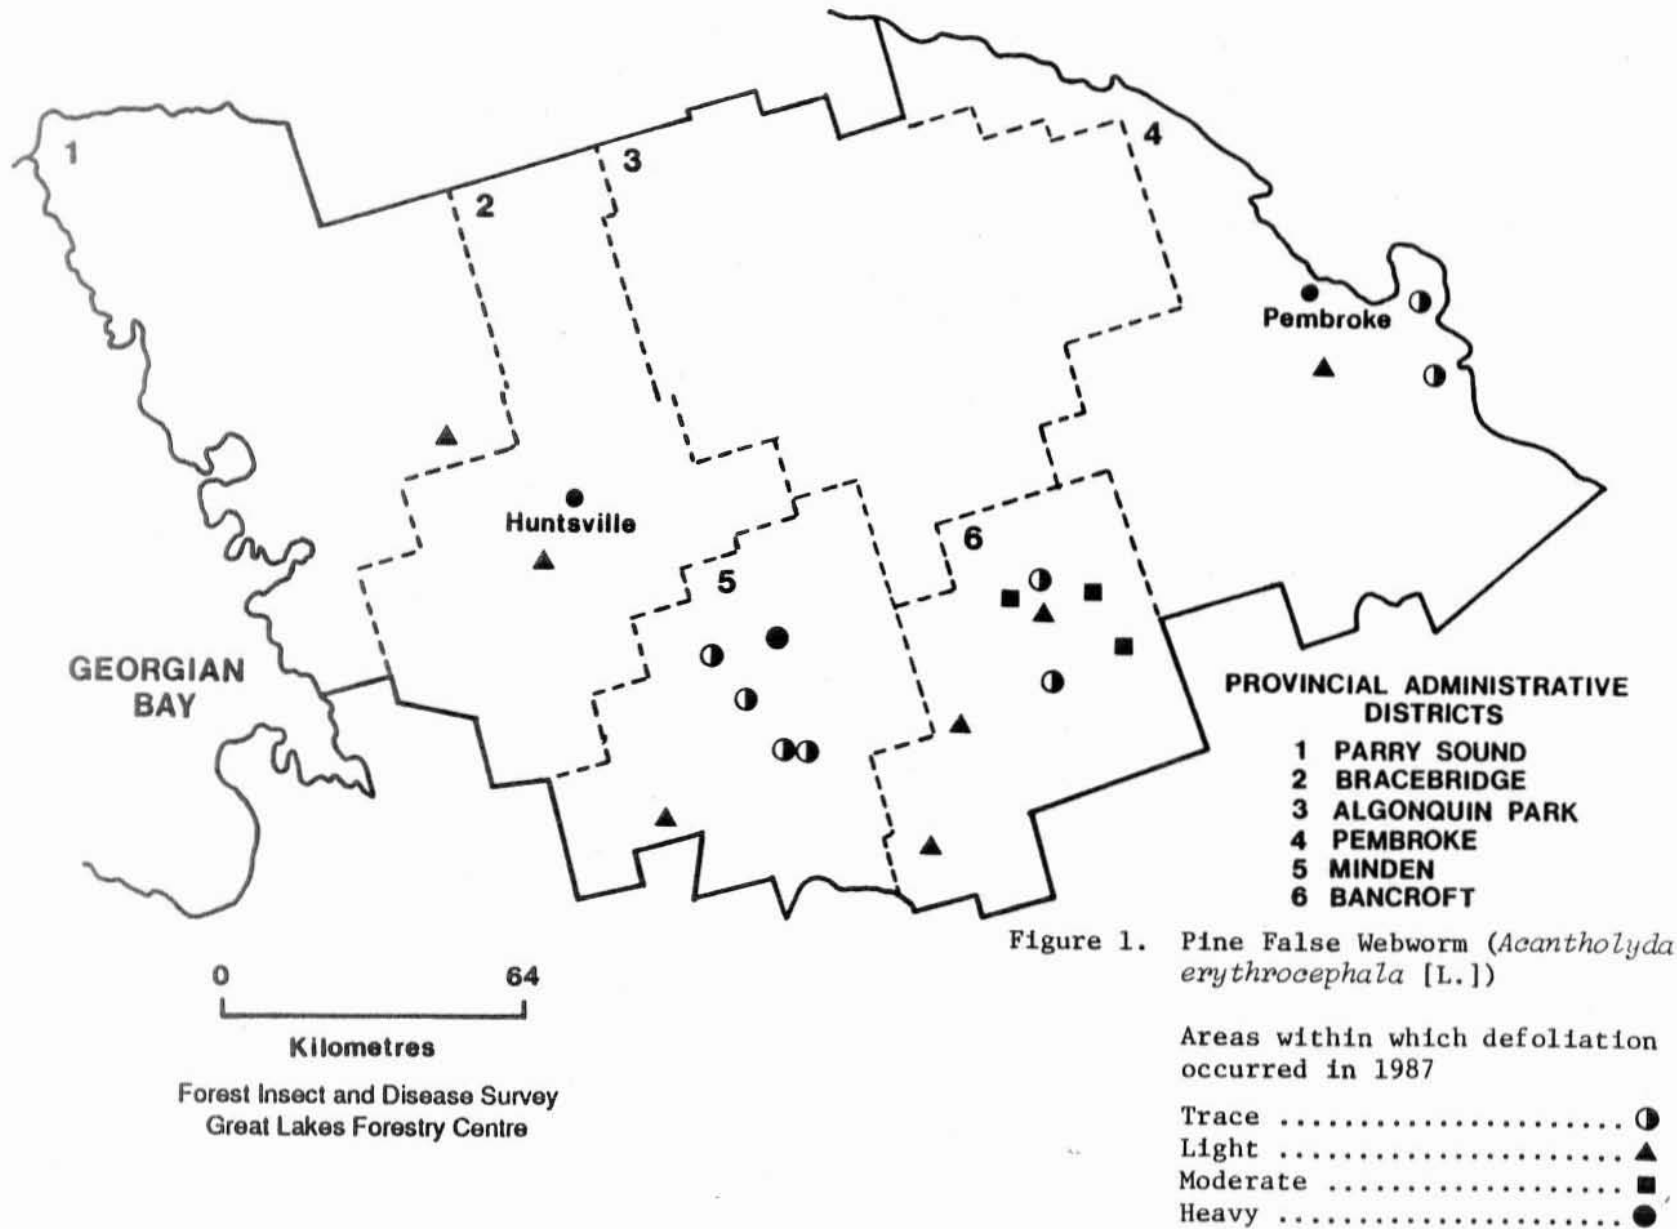 1
2
3
4
Pembroke
Huntsville
5
6
GEORGIAN
BAY
PROVINCIAL ADMINISTRATIVE
DISTRICTS
1 PARRY SOUND
2 BRACEBRIDGE
3 ALGONQUIN PARK
4 PEMBROKE
5 MINDEN
6 BANCROFT
0 64
Kilometres
Forest Insect and Disease Survey
Great Lakes Forestry Centre
Figure 1. Pine False Webworm (Acantholyda
erythrocephala [L.])
Areas within which defoliation
occurred in 1987
Trace ......................
Light ......................
Moderate ...................
Heavy ......................